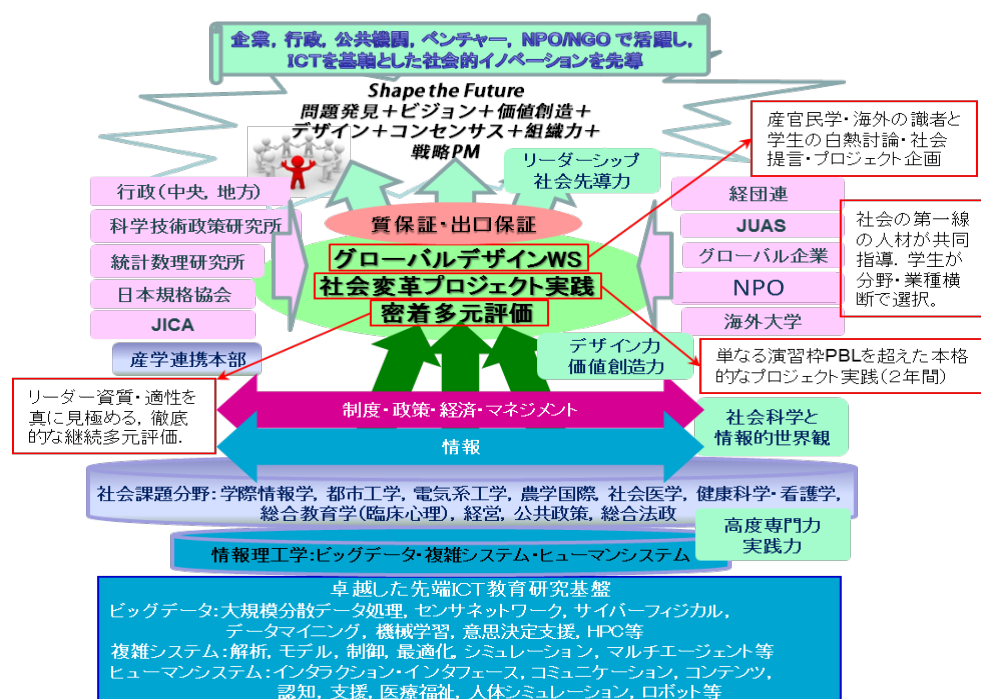 企業, 行政, 公共機関, ベンチャー, NPO/NGO で活躍し,
ICTを基軸とした社会的イノベーションを先導
Shape the Future
問題発見＋ビジョン＋価値創造＋
デザイン＋コンセンサス＋組織力＋
戦略PM
産官民学・海外の識者と
学生の白熱討論・社会
提言・プロジェクト企画
リーダーシップ
社会先導力
行政(中央, 地方)
科学技術政策研究所
統計数理研究所
日本規格協会
JICA
産学連携本部
質保証・出口保証
グローバルデザインWS
社会変革プロジェクト実践
密着多元評価
経団連
JUAS
グローバル企業
NPO
海外大学
社会の第一線
の人材が共同
指導. 学生が
分野・業種横
断で選択。
デザイン力
価値創造力
単なる演習枠PBLを超えた本格
的なプロジェクト実践(２年間)
リーダー資質・適性を
真に見極める, 徹底
的な継続多元評価.
制度・政策・経済・マネジメント
情報
社会科学と
情報的世界観
社会課題分野：学際情報学, 都市工学, 電気系工学, 農学国際, 社会医学, 健康科学・看護学,
総合教育学(臨床心理), 経営, 公共政策, 総合法政
高度専門力
実践力
情報理工学：ビッグデータ・複雑システム・ヒューマンシステム
卓越した先端ICT教育研究基盤
ビッグデータ：大規模分散データ処理, センサネットワーク, サイバーフィジカル,
データマイニング, 機械学習, 意思決定支援, HPC等
複雑システム：解析, モデル, 制御, 最適化, シミュレーション, マルチエージェント等
ヒューマンシステム：インタラクション・インタフェース, コミュニケーション, コンテンツ,
認知, 支援, 医療福祉, 人体シミュレーション, ロボット等